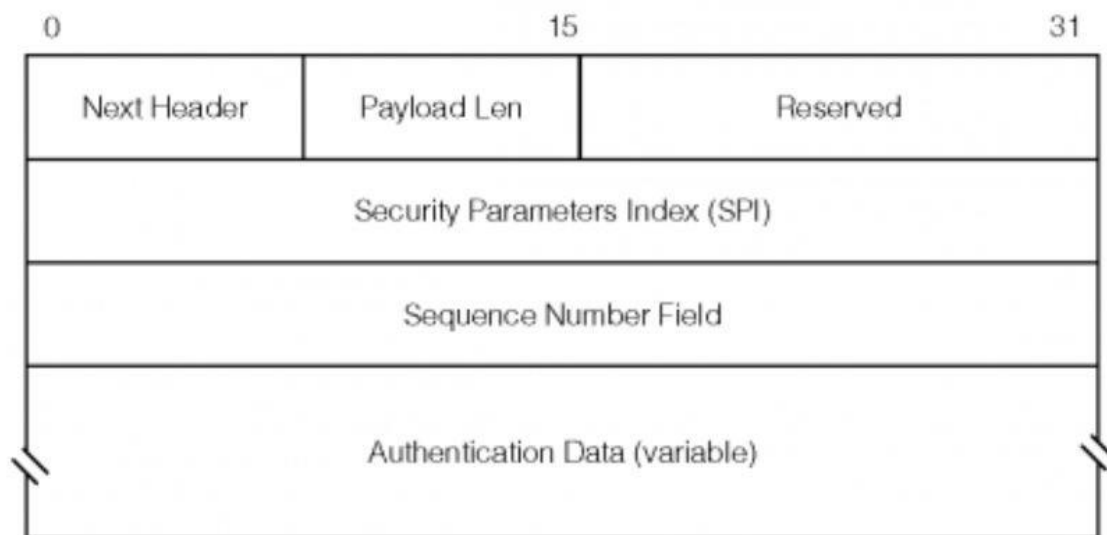 0 15 31
Next Header Payload Len Reserved
Security Parameters Index (SPI)
Sequence Number Field
Authentication Data (variable)